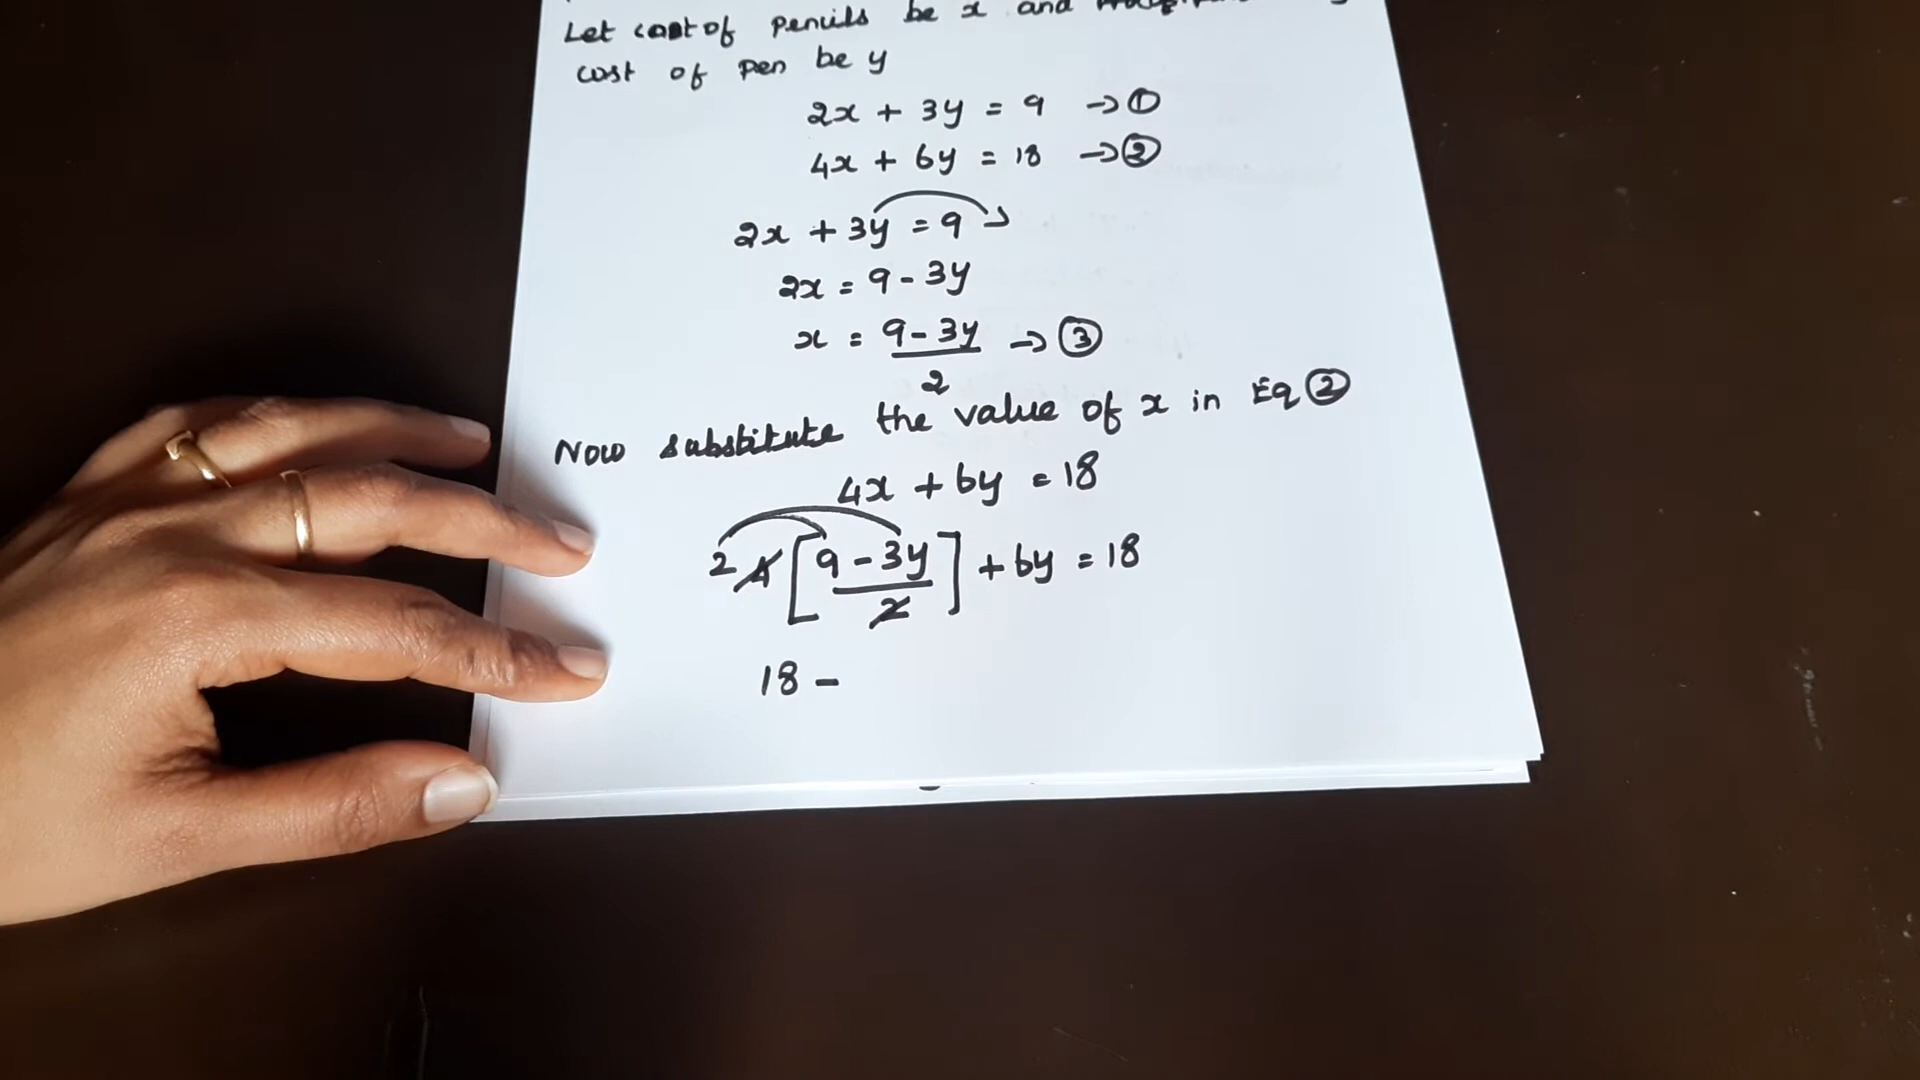 Let cost of pencils be x and
cost of pen be y
2x + 3y = 9 → ①
4x + 6y = 18 → ②
2x + 3y = 9
2x = 9 - 3y
x = 9 - 3y → ③
2
Now substitute the value of x in Eq ②
4x + 6y = 18
2 4 [ 9 - 3y ] + 6y = 18
2
18 -